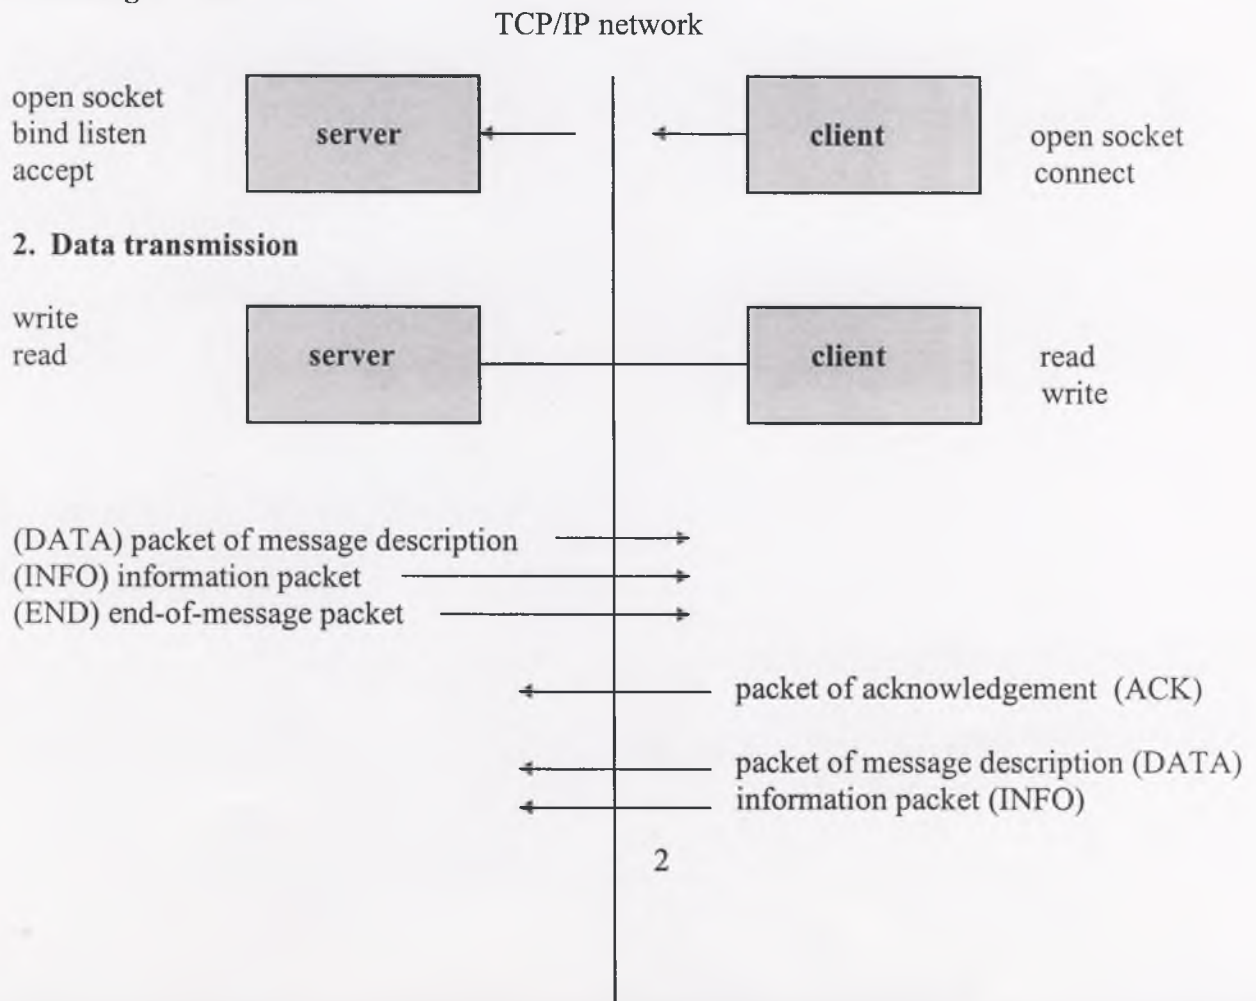 TCP/IP network
open socket
bind listen
accept
server
client
open socket
connect
2. Data transmission
write
read
server
client
read
write
(DATA) packet of message description
(INFO) information packet
(END) end-of-message packet
packet of acknowledgement (ACK)
packet of message description (DATA)
information packet (INFO)
2